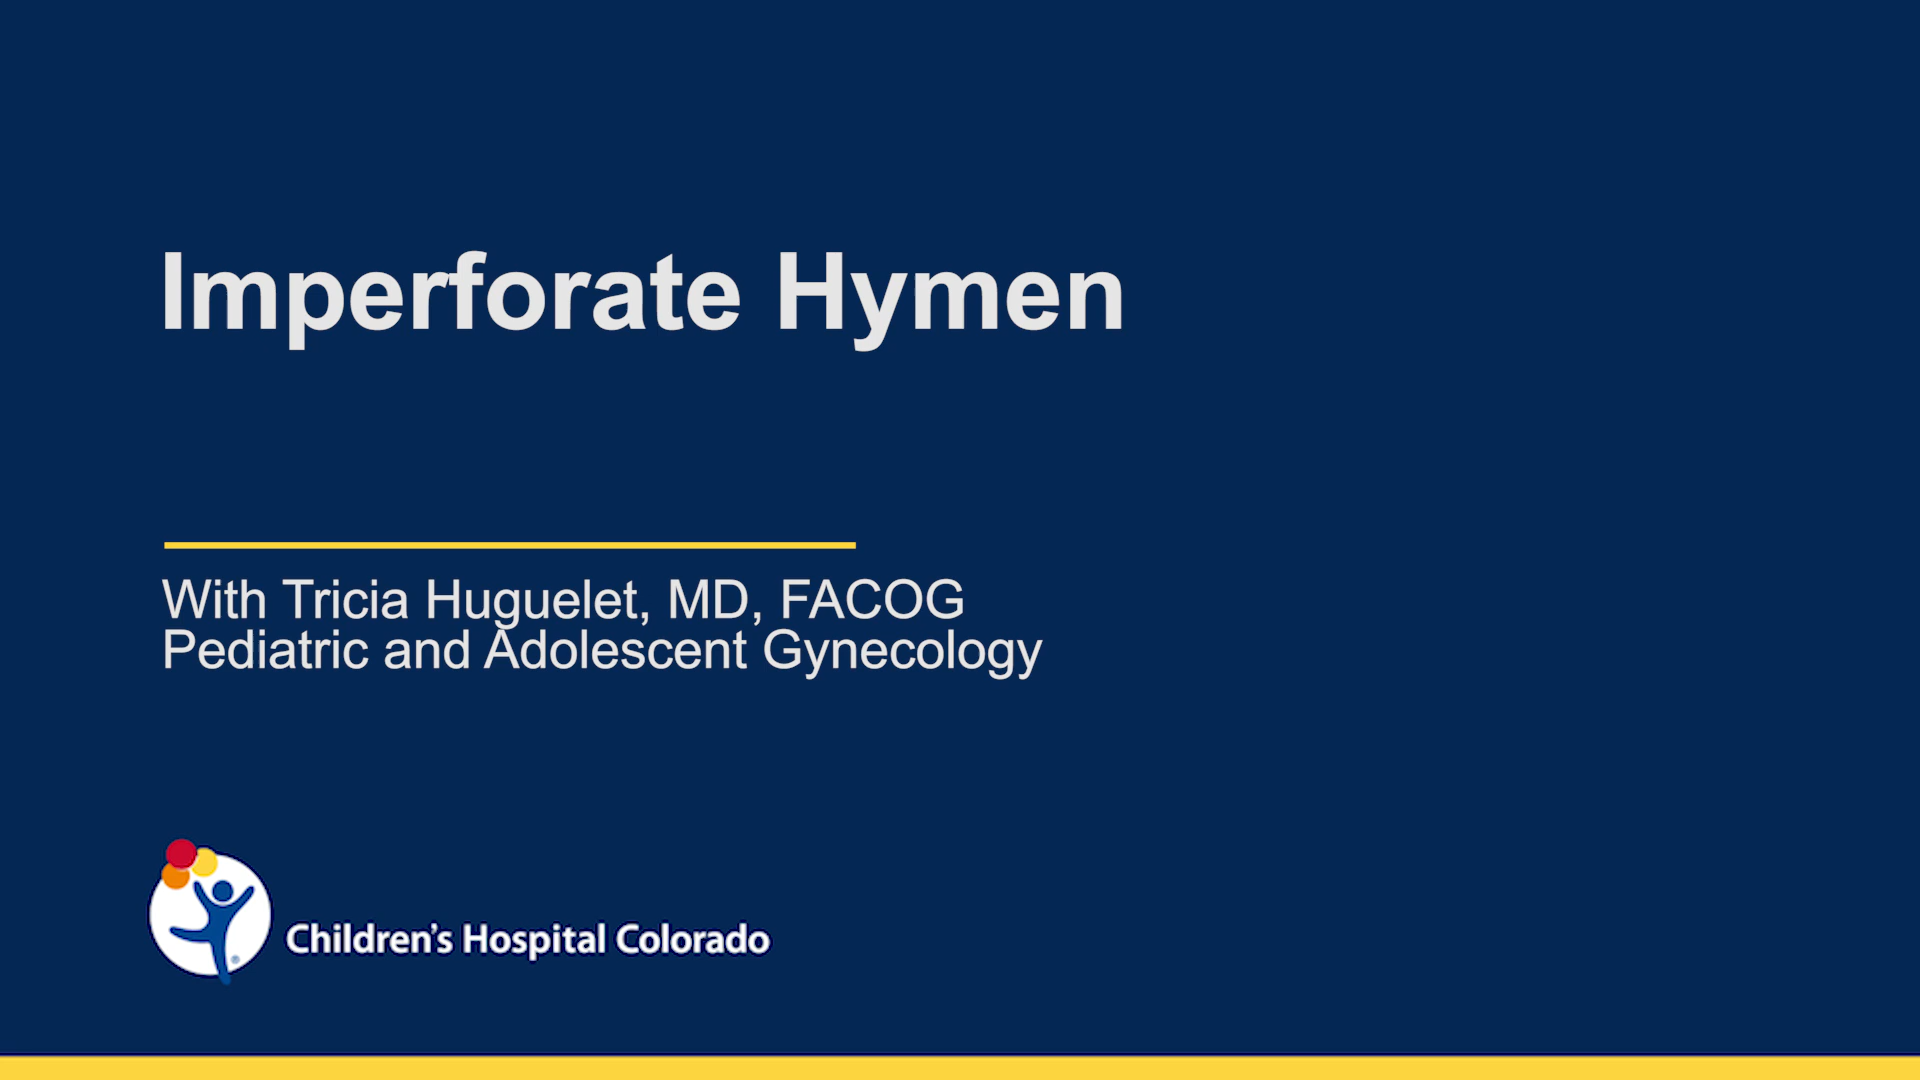 Imperforate Hymen
With Tricia Huguelet, MD, FACOG
Pediatric and Adolescent Gynecology
Children's Hospital Colorado